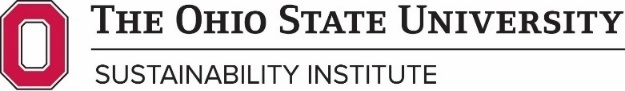 THE OHIO STATE UNIVERSITY
SUSTAINABILITY INSTITUTE